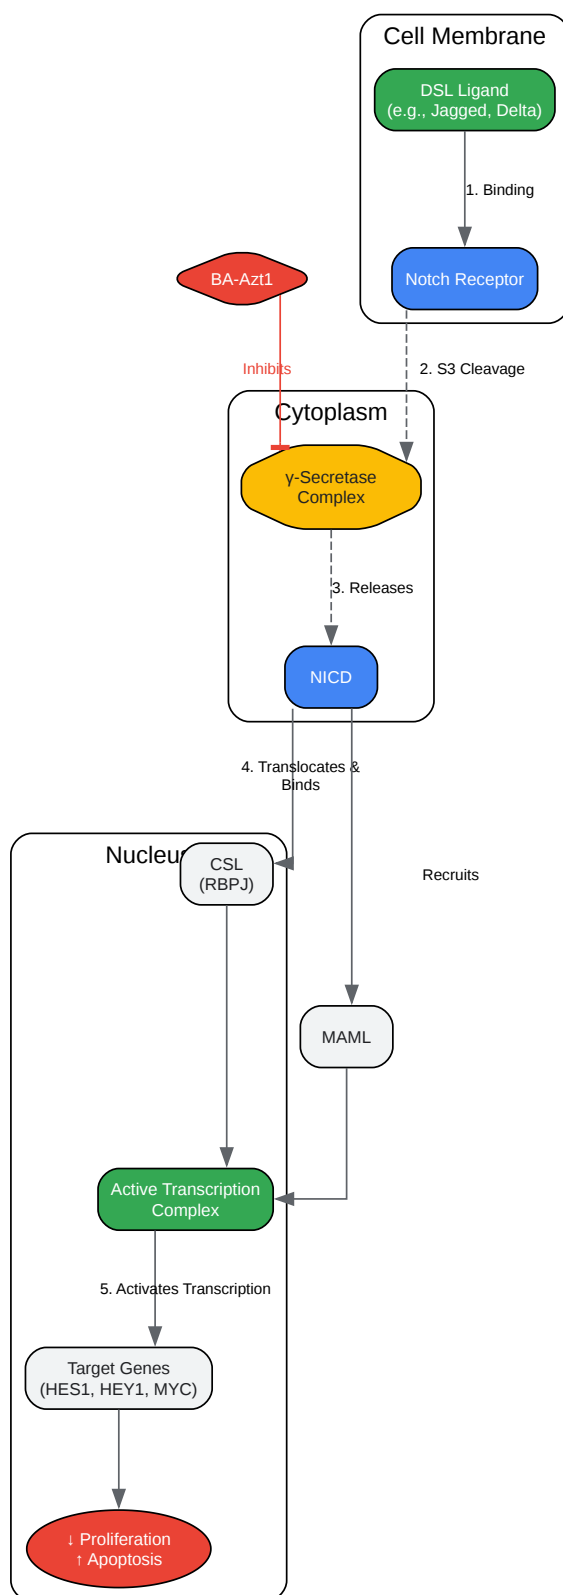 Cell Membrane
DSL Ligand
(e.g., Jagged, Delta)
1. Binding
BA-Azt1
Notch Receptor
Inhibits
2. S3 Cleavage
Cytoplasm
γ-Secretase
Complex
3. Releases
NICD
4. Translocates &
Binds
Nucleus
CSL
(RBPJ)
Recruits
MAML
Active Transcription
Complex
5. Activates Transcription
Target Genes
(HES1, HEY1, MYC)
↓ Proliferation
↑ Apoptosis